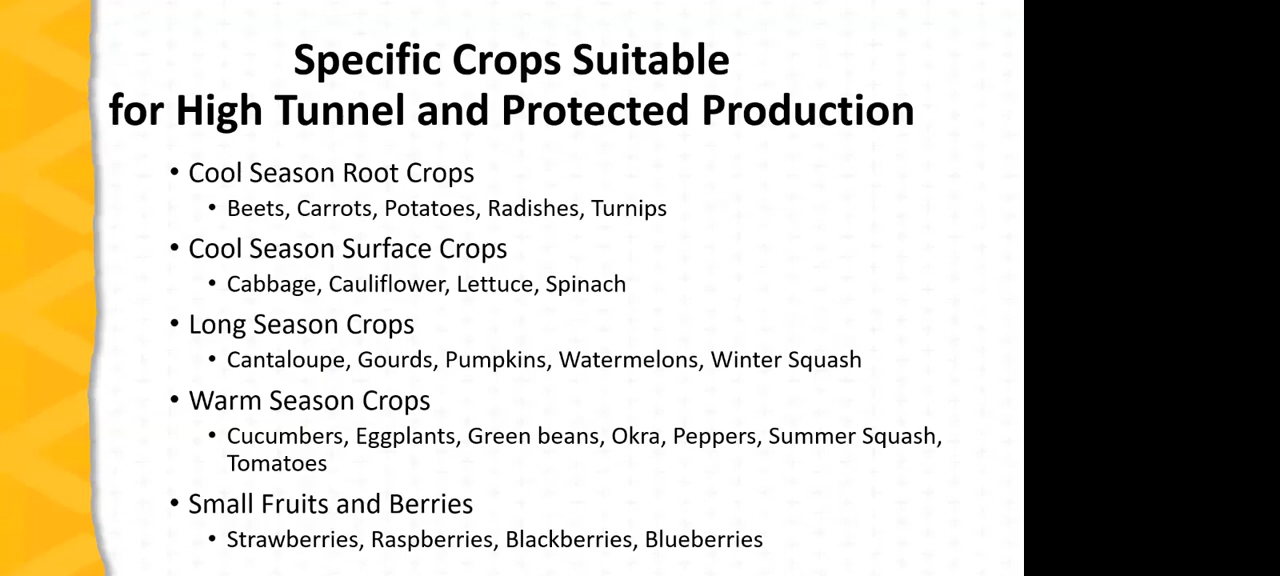 Specific Crops Suitable
for High Tunnel and Protected Production
• Cool Season Root Crops
• Beets, Carrots, Potatoes, Radishes, Turnips
• Cool Season Surface Crops
• Cabbage, Cauliflower, Lettuce, Spinach
• Long Season Crops
• Cantaloupe, Gourds, Pumpkins, Watermelons, Winter Squash
• Warm Season Crops
• Cucumbers, Eggplants, Green beans, Okra, Peppers, Summer Squash,
Tomatoes
• Small Fruits and Berries
• Strawberries, Raspberries, Blackberries, Blueberries